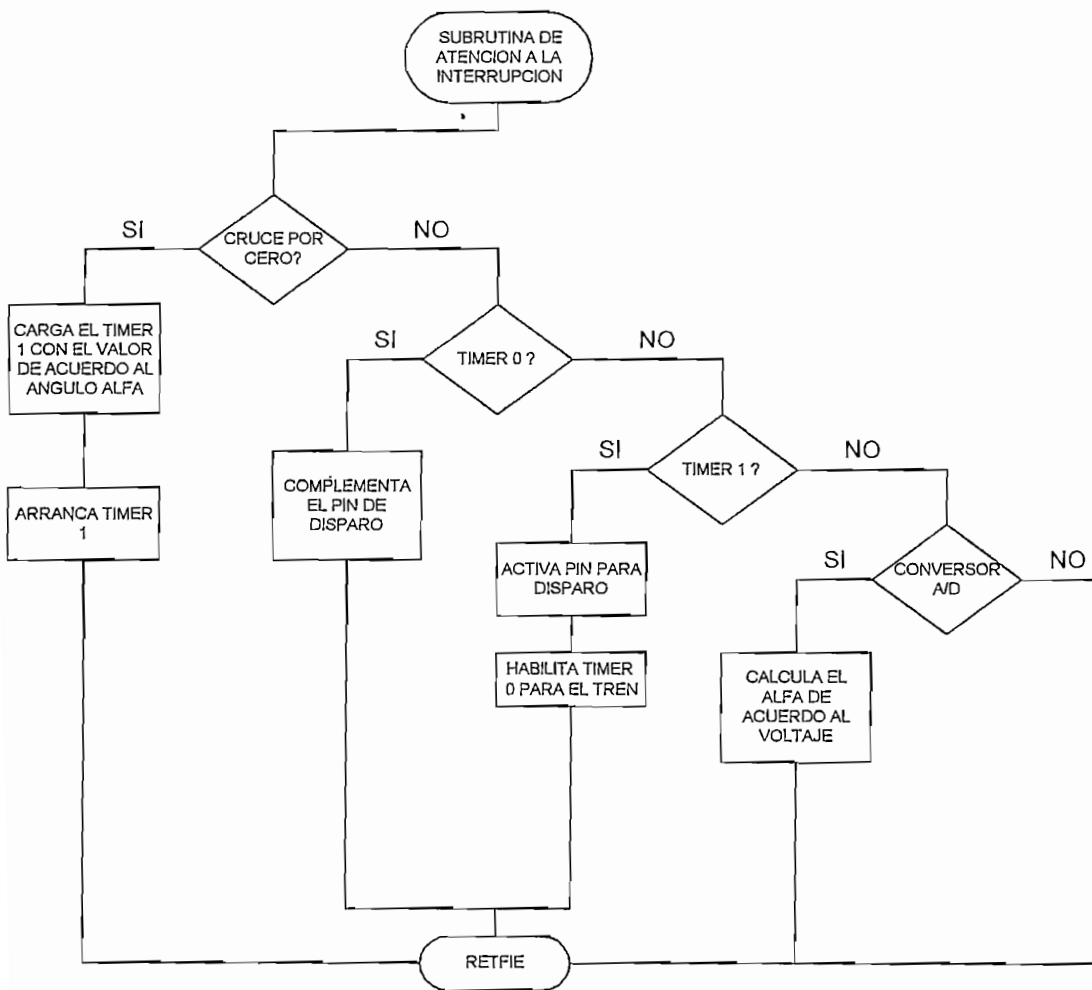 SUBRUTINA DE
ATENCION A LA
INTERRUPCION
SI
CRUCE POR
CERO?
NO
CARGA EL TIMER
1 CON EL VALOR
DE ACUERDO AL
ANGULO ALFA
ARRANCA TIMER
1
SI
TIMER 0 ?
NO
COMPLEMENTA
EL PIN DE
DISPARO
SI
TIMER 1 ?
NO
ACTIVA PIN PARA
DISPARO
HABILITA TIMER
0 PARA EL TREN
SI
CONVERSOR
A/D
NO
CALCULA EL
ALFA DE
ACUERDO AL
VOLTAJE
RETFIE